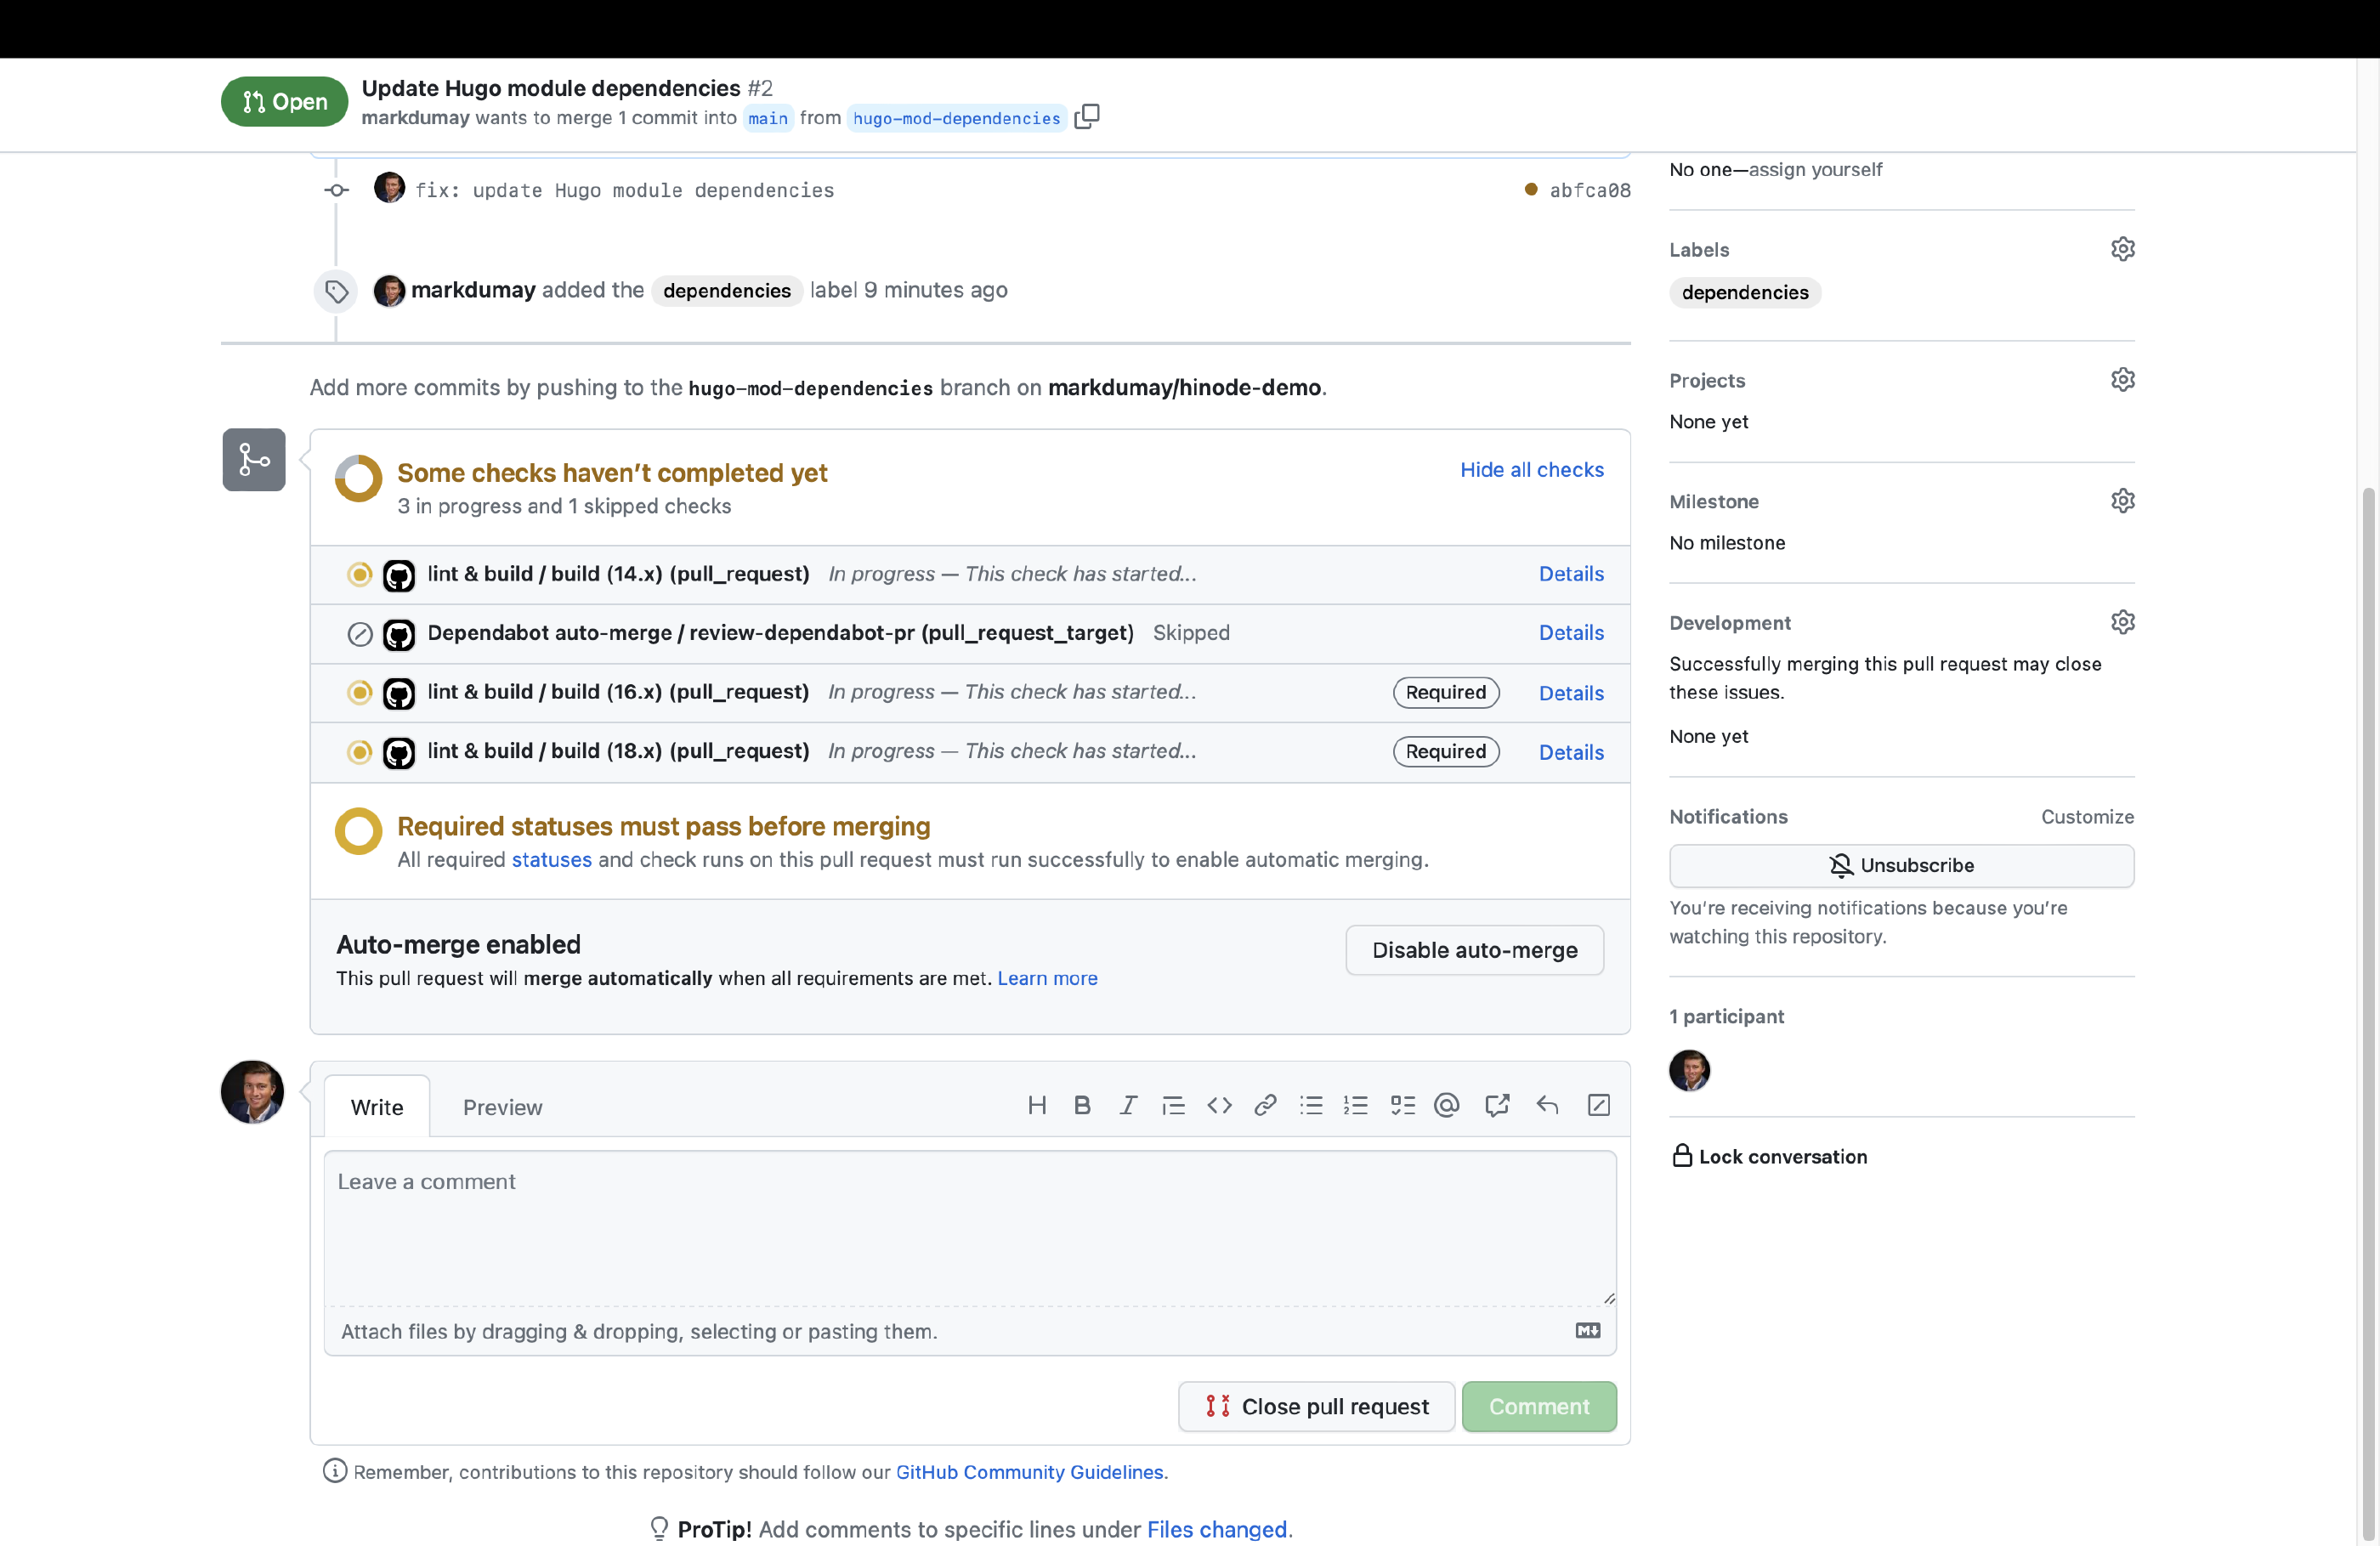 Open
Update Hugo module dependencies #2
markdumay wants to merge 1 commit into main from hugo-mod-dependencies
fix: update Hugo module dependencies abfca08
markdumay added the dependencies label 9 minutes ago
Add more commits by pushing to the hugo-mod-dependencies branch on markdumay/hinode-demo.
Some checks haven’t completed yet
Hide all checks
3 in progress and 1 skipped checks
lint & build / build (14.x) (pull_request) In progress — This check has started... Details
Dependabot auto-merge / review-dependabot-pr (pull_request_target) Skipped Details
lint & build / build (16.x) (pull_request) In progress — This check has started... Required Details
lint & build / build (18.x) (pull_request) In progress — This check has started... Required Details
Required statuses must pass before merging
All required statuses and check runs on this pull request must run successfully to enable automatic merging.
Auto-merge enabled
This pull request will merge automatically when all requirements are met. Learn more
Disable auto-merge
Write Preview
H B I
Leave a comment
Attach files by dragging & dropping, selecting or pasting them.
Close pull request Comment
Remember, contributions to this repository should follow our GitHub Community Guidelines.
ProTip! Add comments to specific lines under Files changed.
No one—assign yourself
Labels
dependencies
Projects
None yet
Milestone
No milestone
Development
Successfully merging this pull request may close
these issues.
None yet
Notifications Customize
Unsubscribe
You’re receiving notifications because you’re
watching this repository.
1 participant
Lock conversation